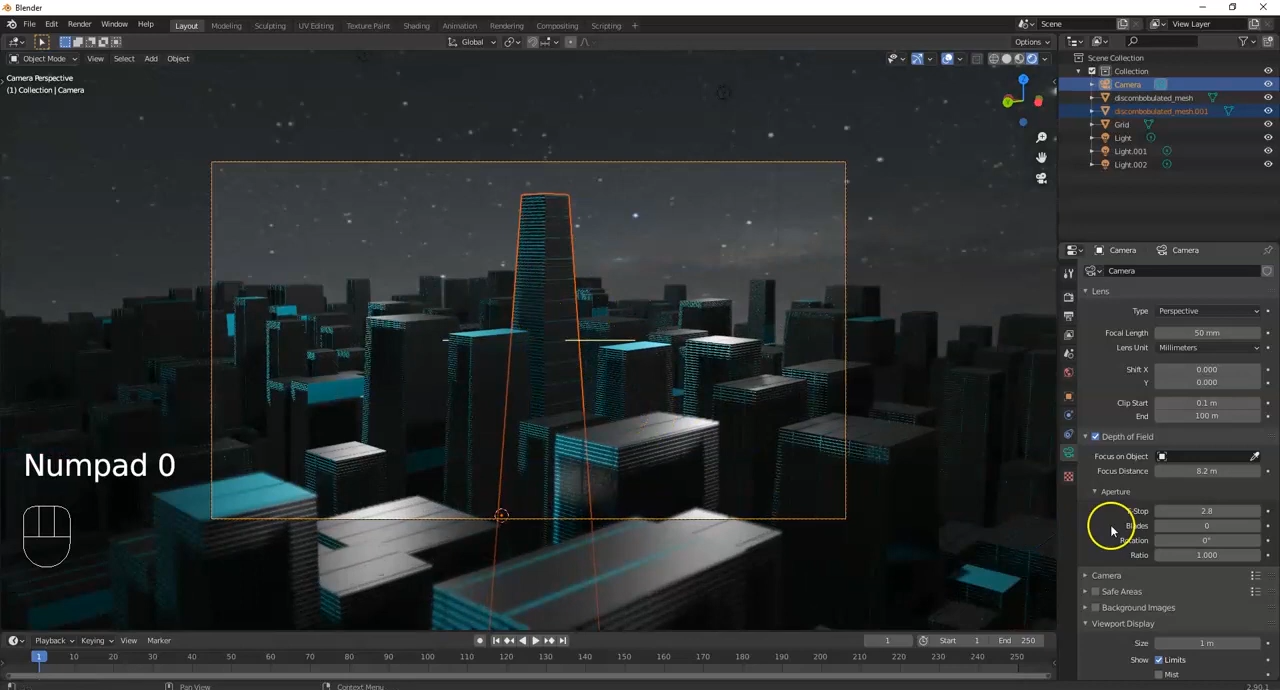 Blender
File Edit Render Window Help Layout Modeling Sculpting UV Editing Texture Paint Shading Animation Rendering Compositing Scripting + Scene View Layer
Global Options
Object Mode View Select Add Object
Camera Perspective
(1) Collection | Camera
Scene Collection
Collection
Camera
discombobulated_mesh
discombobulated_mesh.001
Grid
Light
Light.001
Light.002
Z
Y
Camera Camera
Camera
Lens
Type Perspective
Focal Length 50 mm
Lens Unit Millimeters
Shift X 0.000
Y 0.000
Clip Start 0.1 m
End 100 m
Depth of Field
Focus on Object
Focus Distance 8.2 m
Aperture
F-Stop 2.8
Blades 0
Rotation 0°
Ratio 1.000
Camera
Safe Areas
Background Images
Viewport Display
Size 1 m
Show Limits
Mist
Numpad 0
Playback Keying View Marker 1 Start 1 End 250
1 10 20 30 40 50 60 70 80 90 100 110 120 130 140 150 160 170 180 190 200 210 220 230 240 250
Pan View Context Menu 2.90.1